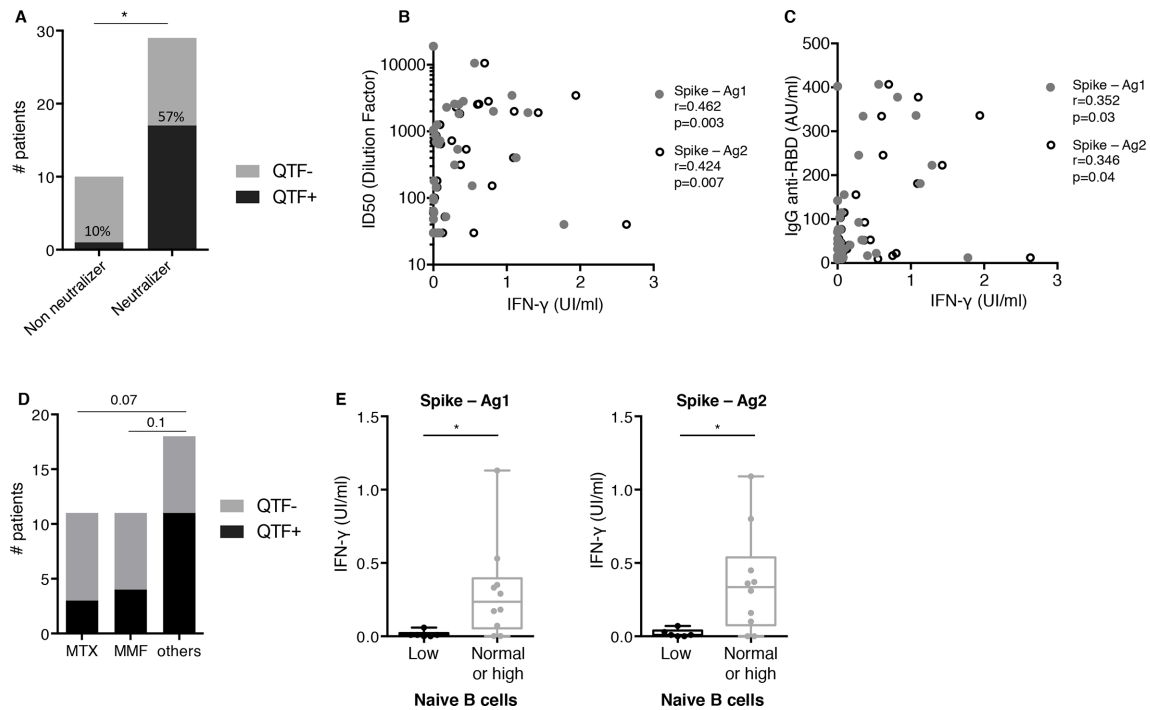 A
*
30
20
10
0
# patients
57%
10%
Non neutralizer
Neutralizer
QTF-
QTF+
B
10000
1000
100
10
ID50 (Dilution Factor)
0
1
2
3
IFN-γ (UI/ml)
Spike – Ag1
r=0.462
p=0.003
Spike – Ag2
r=0.424
p=0.007
C
500
400
300
200
100
0
IgG anti-RBD (AU/ml)
0
1
2
3
IFN-γ (UI/ml)
Spike – Ag1
r=0.352
p=0.03
Spike – Ag2
r=0.346
p=0.04
D
0.07
0.1
20
15
10
5
0
# patients
MTX
MMF
others
QTF-
QTF+
E
Spike – Ag1
*
1.5
1.0
0.5
0.0
IFN-γ (UI/ml)
Low
Normal
or high
Naive B cells
Spike – Ag2
*
1.5
1.0
0.5
0.0
IFN-γ (UI/ml)
Low
Normal
or high
Naive B cells